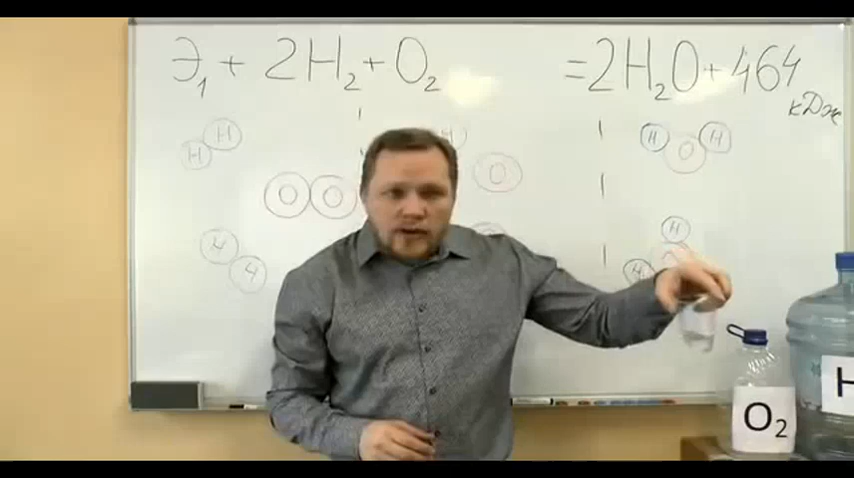 Э₁ + 2H₂ + O₂ = 2H₂O + 464
кДж
H H H H H
O O O O
H H
H H
O₂ H